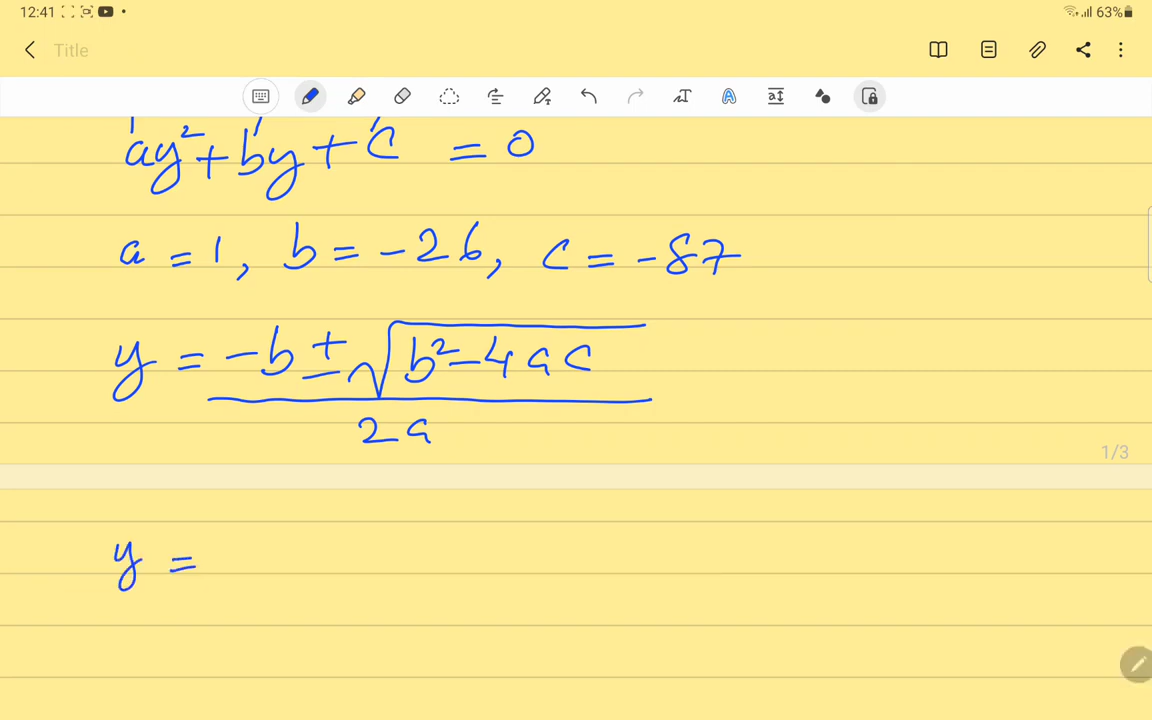 12:41 63%
Title
ay² + by + c = 0
a = 1, b = -26, c = -87
y = -b ± √(b² - 4ac) / 2a
1/3
y =